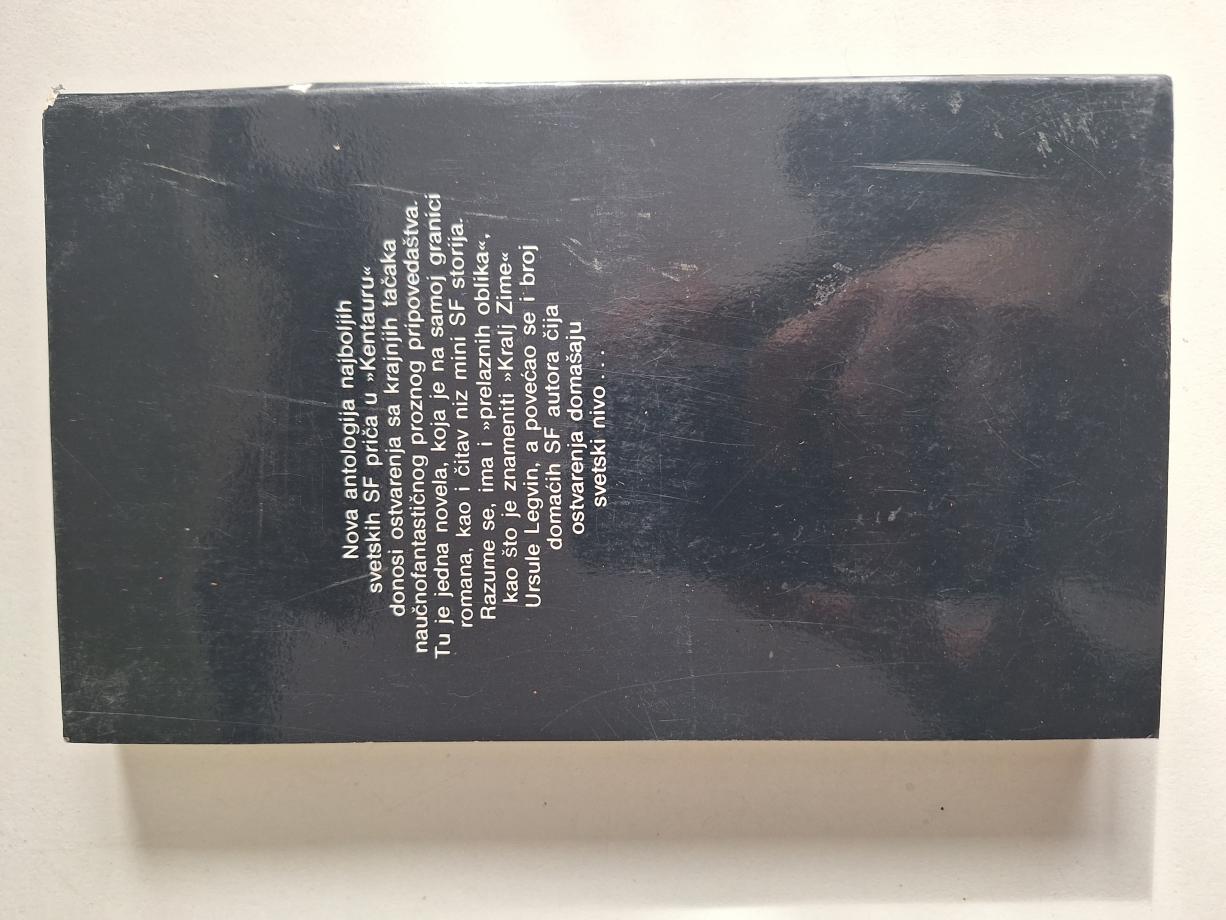 Nova antologija najboljih
svetskih SF priča u »Kentauru«
donosi ostvarenja sa krajnjih tačaka
naučnofantastičnog proznog pripovedaštva.
Tu je jedna novela, koja je na samoj granici
romana, kao i čitav niz mini SF storija.
Razume se, ima i »prelaznih oblika«,
kao što je znameniti »Kralj Zime«
Ursule Legvin, a povećao se i broj
domaćih SF autora čija
ostvarenja domašaju
svetski nivo....